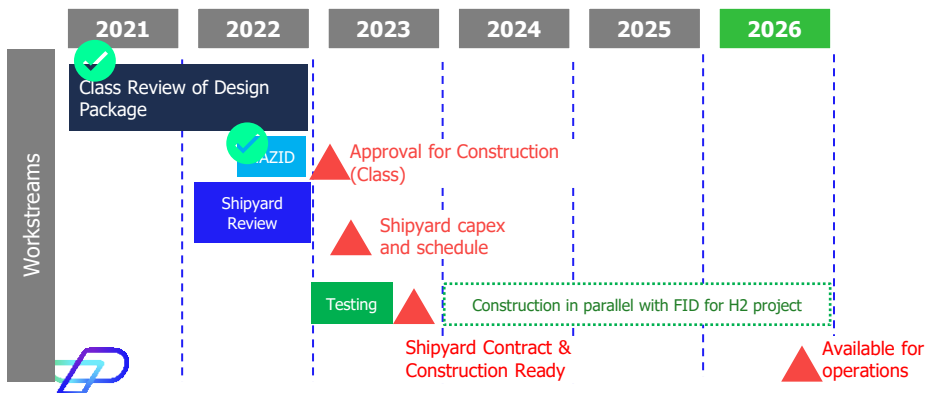 2021 2022 2023 2024 2025 2026
Workstreams
Class Review of Design
Package
Approval for Construction
(Class)
Shipyard
Review
Shipyard capex
and schedule
Testing
Construction in parallel with FID for H2 project
Shipyard Contract &
Construction Ready
Available for
operations